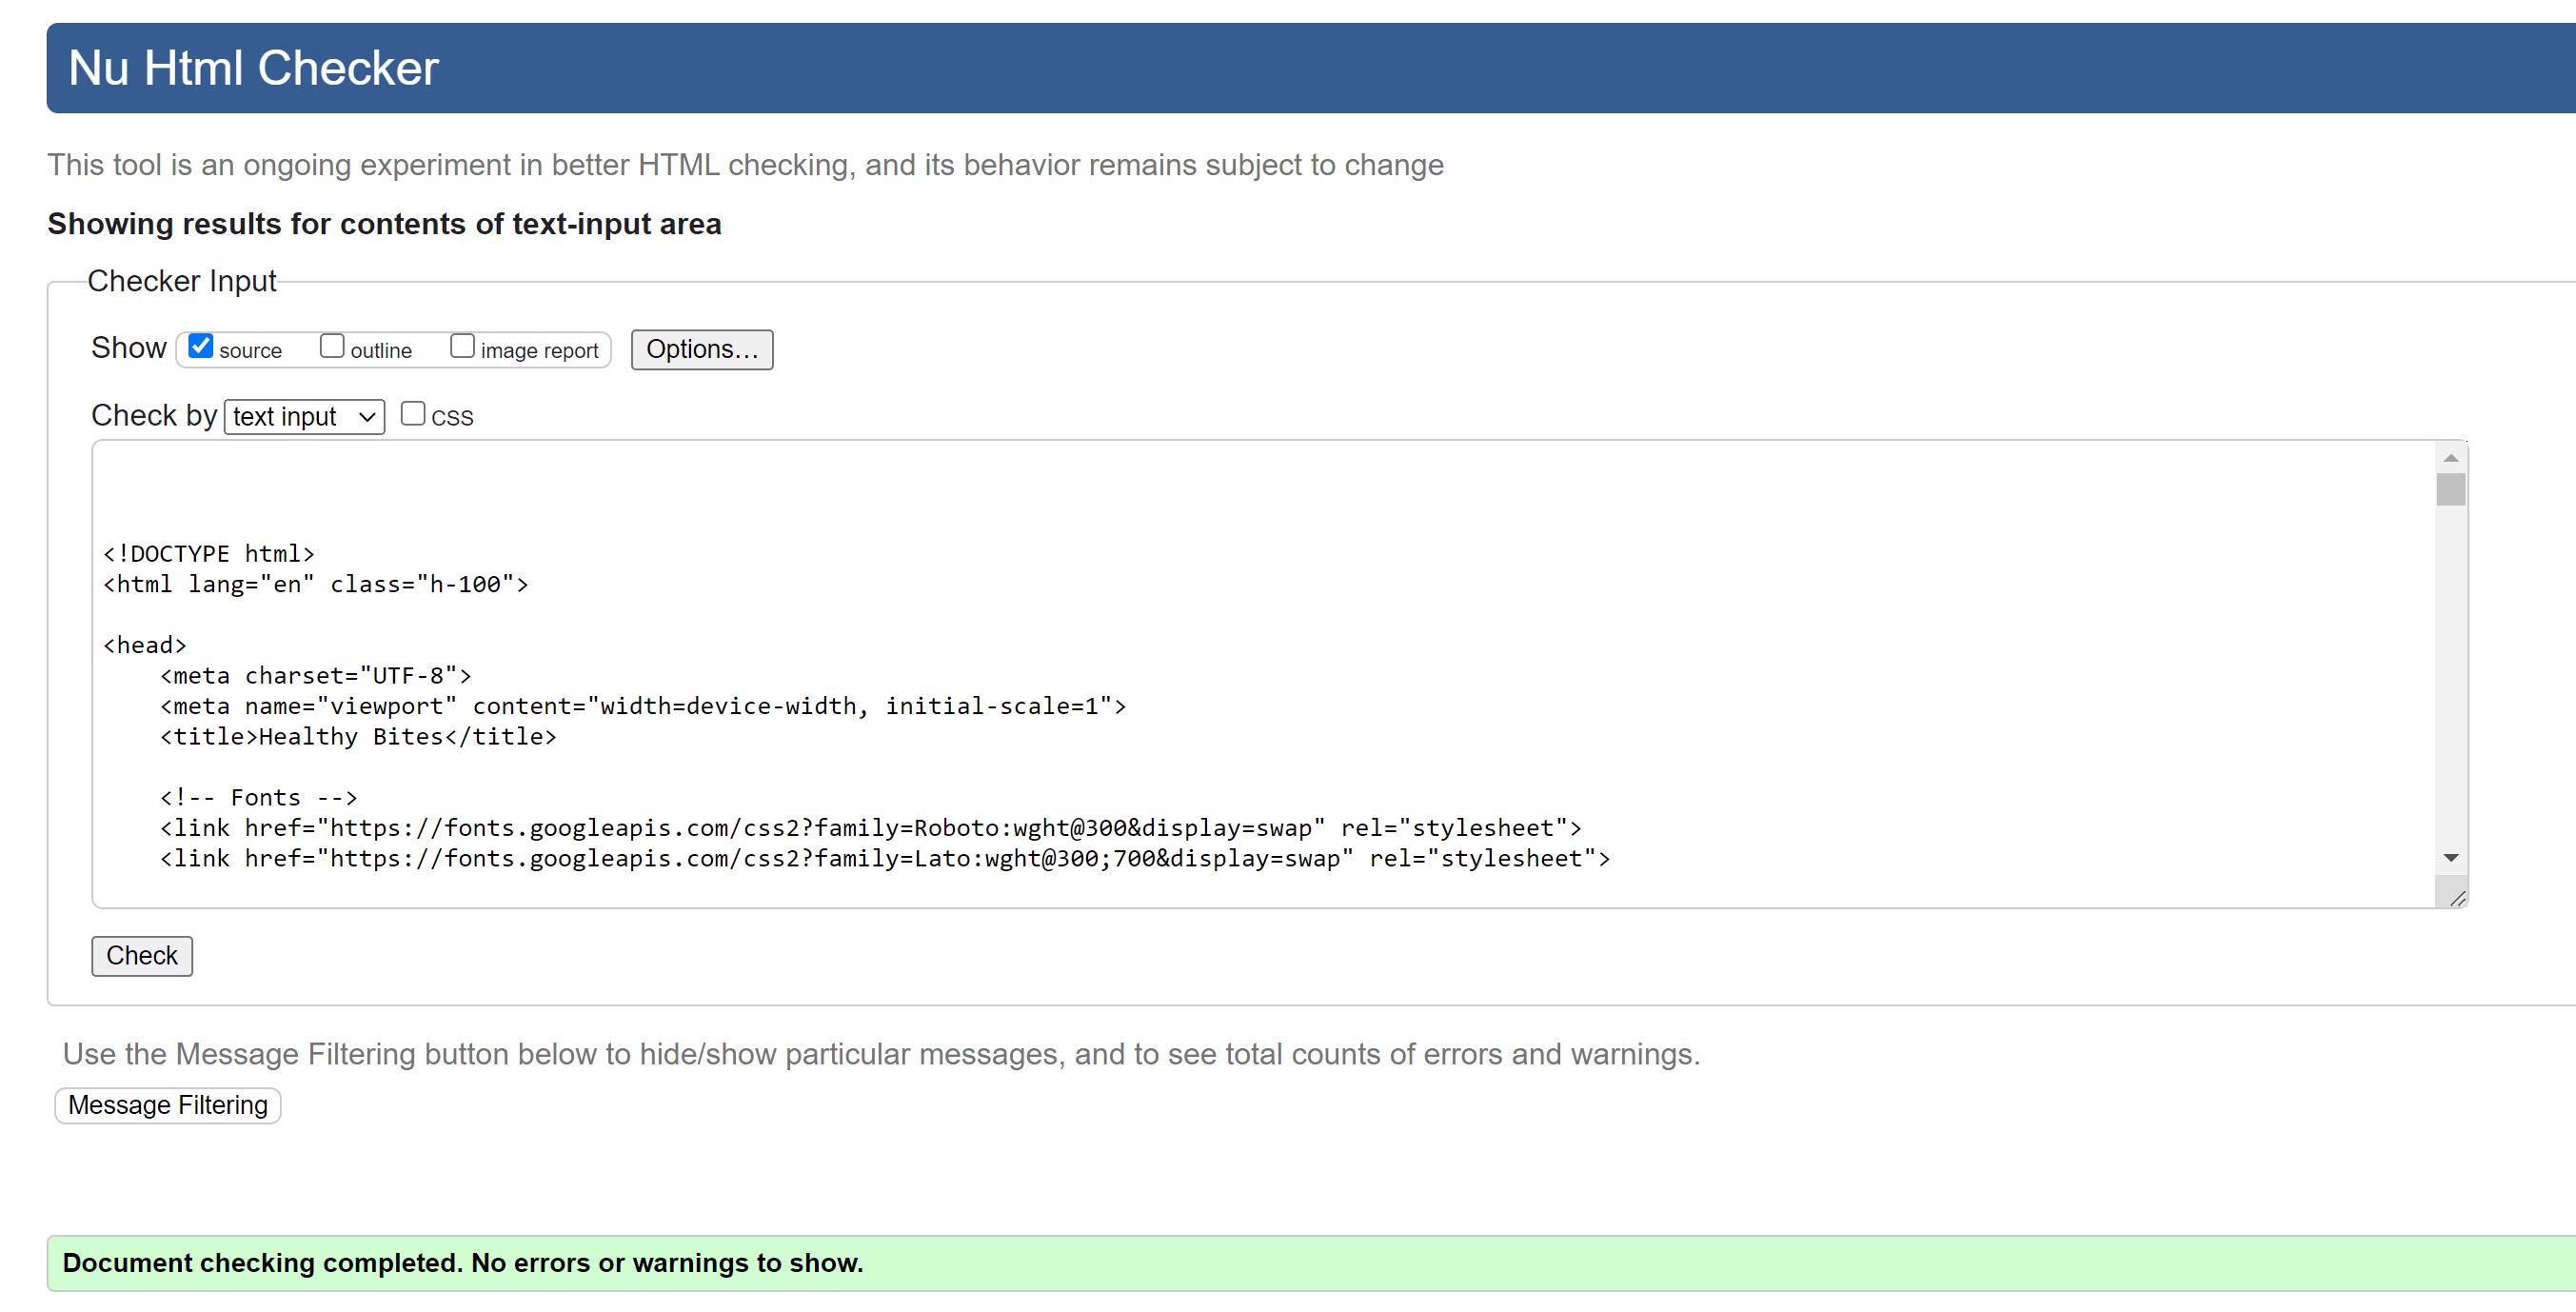 Nu Html Checker
This tool is an ongoing experiment in better HTML checking, and its behavior remains subject to change
Showing results for contents of text-input area
Checker Input
Show source outline image report Options...
Check by text input CSS
<!DOCTYPE html>
<html lang="en" class="h-100">
<head>
    <meta charset="UTF-8">
    <meta name="viewport" content="width=device-width, initial-scale=1">
    <title>Healthy Bites</title>
    <!-- Fonts -->
    <link href="https://fonts.googleapis.com/css2?family=Roboto:wght@300&display=swap" rel="stylesheet">
    <link href="https://fonts.googleapis.com/css2?family=Lato:wght@300;700&display=swap" rel="stylesheet">
Check
Use the Message Filtering button below to hide/show particular messages, and to see total counts of errors and warnings.
Message Filtering
Document checking completed. No errors or warnings to show.